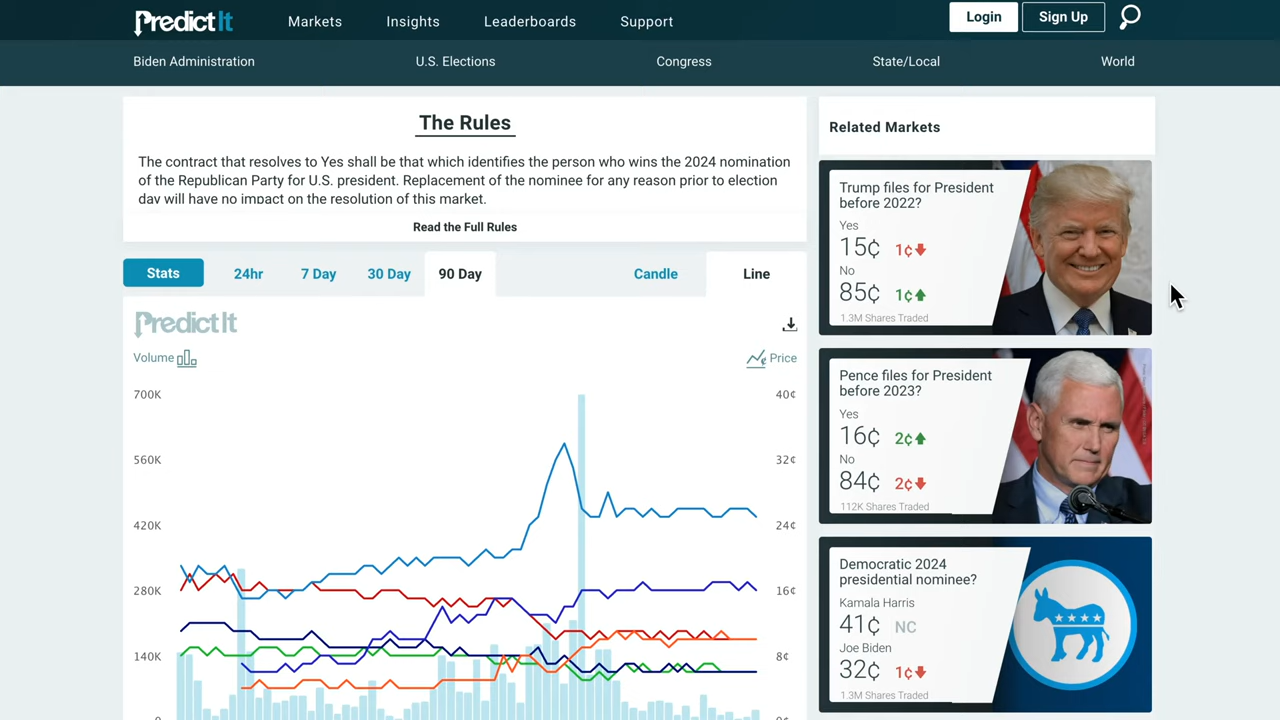 PredictIt
Markets
Insights
Leaderboards
Support
Login
Sign Up
Biden Administration
U.S. Elections
Congress
State/Local
World
The Rules
The contract that resolves to Yes shall be that which identifies the person who wins the 2024 nomination
of the Republican Party for U.S. president. Replacement of the nominee for any reason prior to election
day will have no impact on the resolution of this market.
Read the Full Rules
Stats
24hr
7 Day
30 Day
90 Day
Candle
Line
PredictIt
Volume
Price
700K
40¢
560K
32¢
420K
24¢
280K
16¢
140K
8¢
Related Markets
Trump files for President
before 2022?
Yes
15¢ 1¢
No
85¢ 1¢
1.3M Shares Traded
Pence files for President
before 2023?
Yes
16¢ 2¢
No
84¢ 2¢
112K Shares Traded
Democratic 2024
presidential nominee?
Kamala Harris
41¢ NC
Joe Biden
32¢ 1¢
1.3M Shares Traded